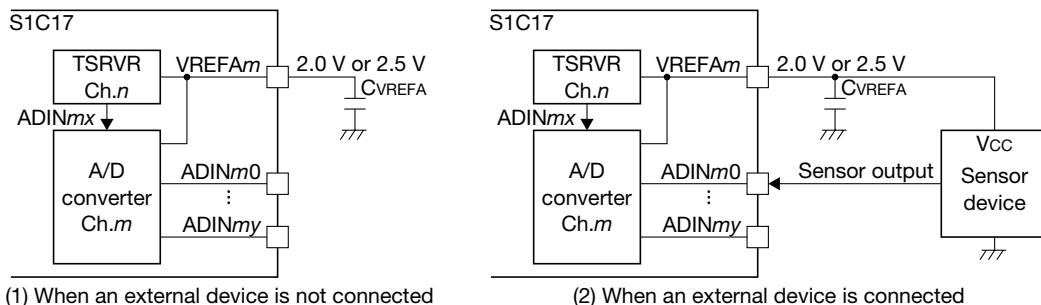 S1C17
TSRVR
Ch.n
VREFAm
2.0 V or 2.5 V
CVREFA
ADINmx
A/D
converter
Ch.m
ADINm0
⋮
ADINmy
(1) When an external device is not connected
S1C17
TSRVR
Ch.n
VREFAm
2.0 V or 2.5 V
CVREFA
ADINmx
A/D
converter
Ch.m
ADINm0
⋮
ADINmy
Sensor output
VCC
Sensor
device
(2) When an external device is connected